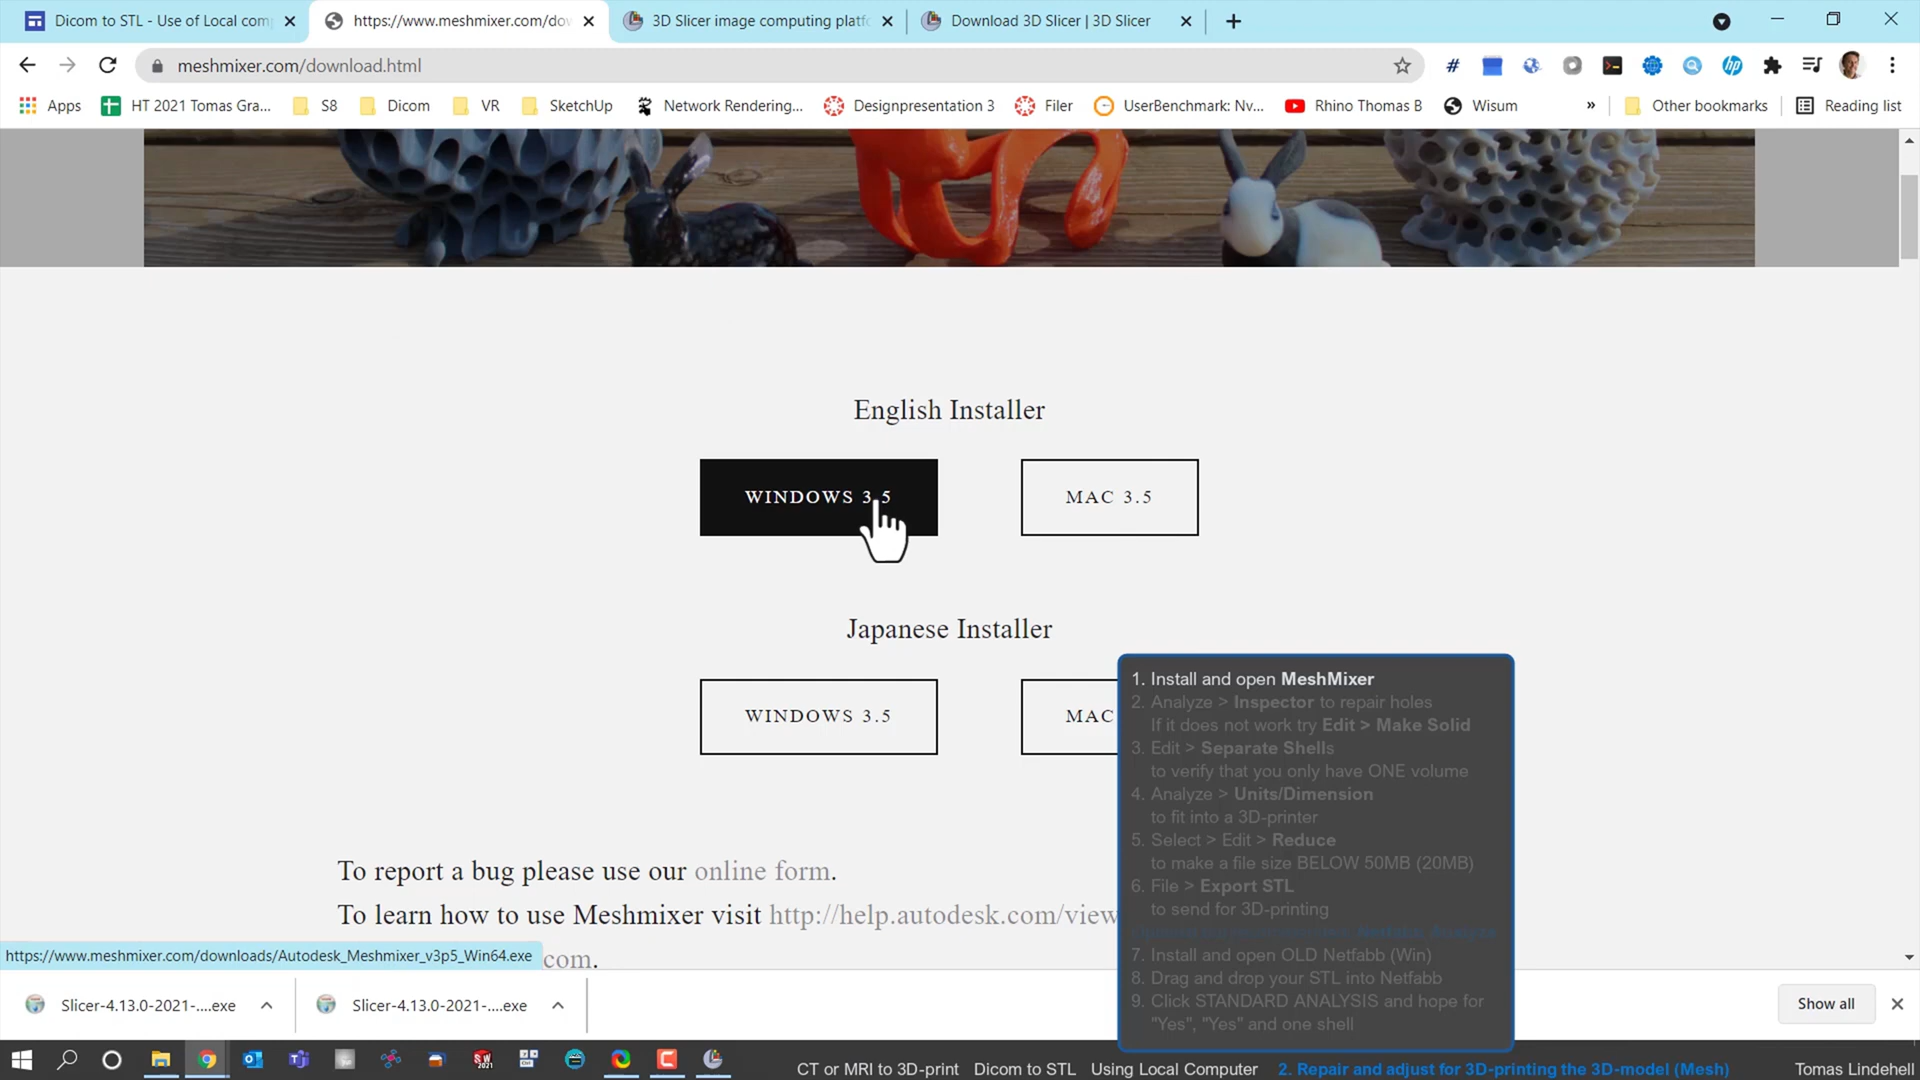 Dicom to STL - Use of Local com
https://www.meshmixer.com/do
3D Slicer image computing platfo
Download 3D Slicer | 3D Slicer
meshmixer.com/download.html
Apps
HT 2021 Tomas Gra...
S8
Dicom
VR
SketchUp
Network Rendering...
Designpresentation 3
Filer
UserBenchmark: Nv...
Rhino Thomas B
Wisum
»
Other bookmarks
Reading list
English Installer
WINDOWS 3.5
MAC 3.5
Japanese Installer
WINDOWS 3.5
MAC
1. Install and open MeshMixer
2. Analyze > Inspector to repair holes
If it does not work try Edit > Make Solid
3. Edit > Separate Shells
to verify that you only have ONE volume
4. Analyze > Units/Dimension
to fit into a 3D-printer
5. Select > Edit > Reduce
to make a file size BELOW 50MB (20MB)
6. File > Export STL
to send for 3D-printing
Netfabb Analyze
7. Install and open OLD Netfabb (Win)
8. Drag and drop your STL into Netfabb
9. Click STANDARD ANALYSIS and hope for
"Yes", "Yes" and one shell
To report a bug please use our online form.
To learn how to use Meshmixer visit http://help.autodesk.com/view
com.
https://www.meshmixer.com/downloads/Autodesk_Meshmixer_v3p5_Win64.exe
Slicer-4.13.0-2021-....exe
Slicer-4.13.0-2021-....exe
Show all
CT or MRI to 3D-print Dicom to STL Using Local Computer 2. Repair and adjust for 3D-printing the 3D-model (Mesh) Tomas Lindehell